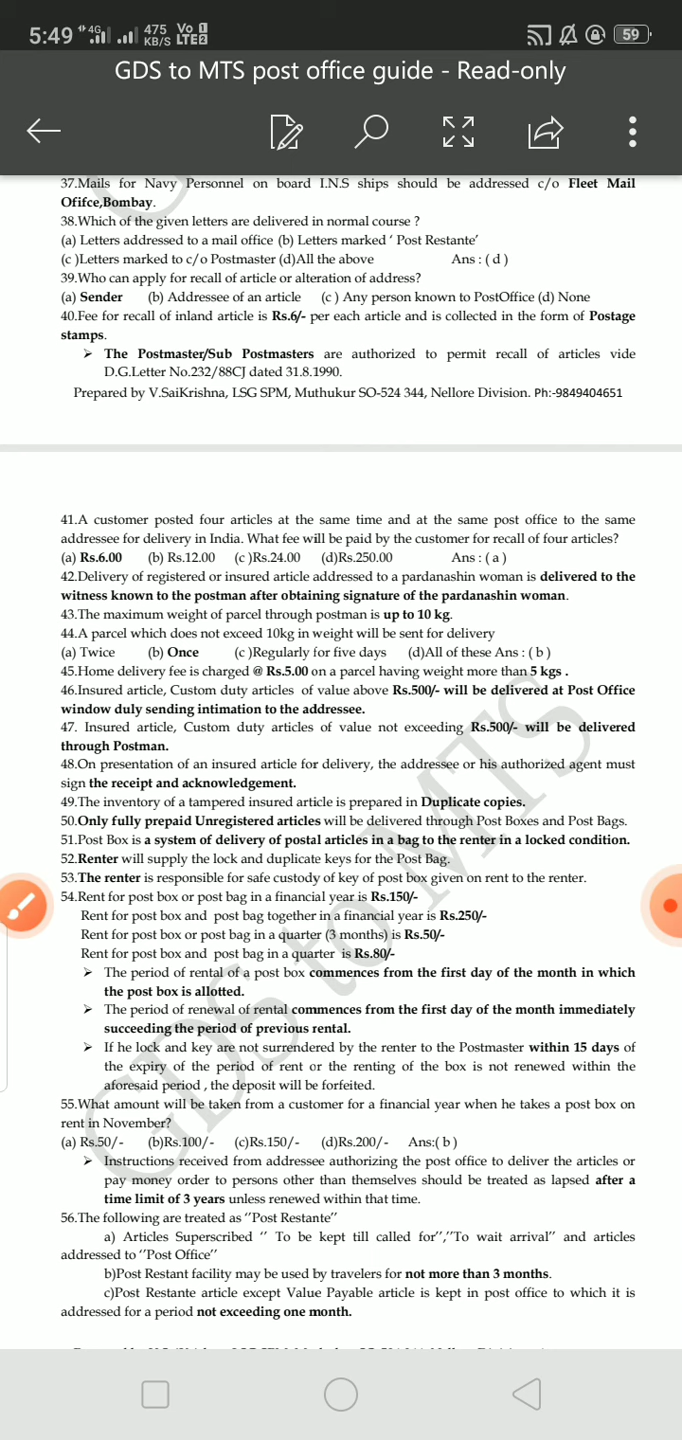 5:49 4G 475 KB/S Vo 1 LTE 2 59
GDS to MTS post office guide - Read-only
37.Mails for Navy Personnel on board I.N.S ships should be addressed c/o Fleet Mail
Ofifce,Bombay.
38.Which of the given letters are delivered in normal course ?
(a) Letters addressed to a mail office (b) Letters marked ‘ Post Restante’
(c )Letters marked to c/o Postmaster (d)All the above Ans : ( d )
39.Who can apply for recall of article or alteration of address?
(a) Sender (b) Addressee of an article (c ) Any person known to PostOffice (d) None
40.Fee for recall of inland article is Rs.6/- per each article and is collected in the form of Postage
stamps.
➢ The Postmaster/Sub Postmasters are authorized to permit recall of articles vide
D.G.Letter No.232/88CJ dated 31.8.1990.
Prepared by V.SaiKrishna, LSG SPM, Muthukur SO-524 344, Nellore Division. Ph:-9849404651
41.A customer posted four articles at the same time and at the same post office to the same
addressee for delivery in India. What fee will be paid by the customer for recall of four articles?
(a) Rs.6.00 (b) Rs.12.00 (c )Rs.24.00 (d)Rs.250.00 Ans : ( a )
42.Delivery of registered or insured article addressed to a pardanashin woman is delivered to the
witness known to the postman after obtaining signature of the pardanashin woman.
43.The maximum weight of parcel through postman is up to 10 kg.
44.A parcel which does not exceed 10kg in weight will be sent for delivery
(a) Twice (b) Once (c )Regularly for five days (d)All of these Ans : ( b )
45.Home delivery fee is charged @ Rs.5.00 on a parcel having weight more than 5 kgs .
46.Insured article, Custom duty articles of value above Rs.500/- will be delivered at Post Office
window duly sending intimation to the addressee.
47. Insured article, Custom duty articles of value not exceeding Rs.500/- will be delivered
through Postman.
48.On presentation of an insured article for delivery, the addressee or his authorized agent must
sign the receipt and acknowledgement.
49.The inventory of a tampered insured article is prepared in Duplicate copies.
50.Only fully prepaid Unregistered articles will be delivered through Post Boxes and Post Bags.
51.Post Box is a system of delivery of postal articles in a bag to the renter in a locked condition.
52.Renter will supply the lock and duplicate keys for the Post Bag.
53.The renter is responsible for safe custody of key of post box given on rent to the renter.
54.Rent for post box or post bag in a financial year is Rs.150/-
Rent for post box and post bag together in a financial year is Rs.250/-
Rent for post box or post bag in a quarter (3 months) is Rs.50/-
Rent for post box and post bag in a quarter is Rs.80/-
➢ The period of rental of a post box commences from the first day of the month in which
the post box is allotted.
➢ The period of renewal of rental commences from the first day of the month immediately
succeeding the period of previous rental.
➢ If he lock and key are not surrendered by the renter to the Postmaster within 15 days of
the expiry of the period of rent or the renting of the box is not renewed within the
aforesaid period , the deposit will be forfeited.
55.What amount will be taken from a customer for a financial year when he takes a post box on
rent in November?
(a) Rs.50/- (b)Rs.100/- (c)Rs.150/- (d)Rs.200/- Ans:( b )
➢ Instructions received from addressee authorizing the post office to deliver the articles or
pay money order to persons other than themselves should be treated as lapsed after a
time limit of 3 years unless renewed within that time.
56.The following are treated as ‘’Post Restante’’
a) Articles Superscribed ‘’ To be kept till called for’’,’’To wait arrival’’ and articles
addressed to ‘’Post Office’’
b)Post Restant facility may be used by travelers for not more than 3 months.
c)Post Restante article except Value Payable article is kept in post office to which it is
addressed for a period not exceeding one month.
GDS to MTS